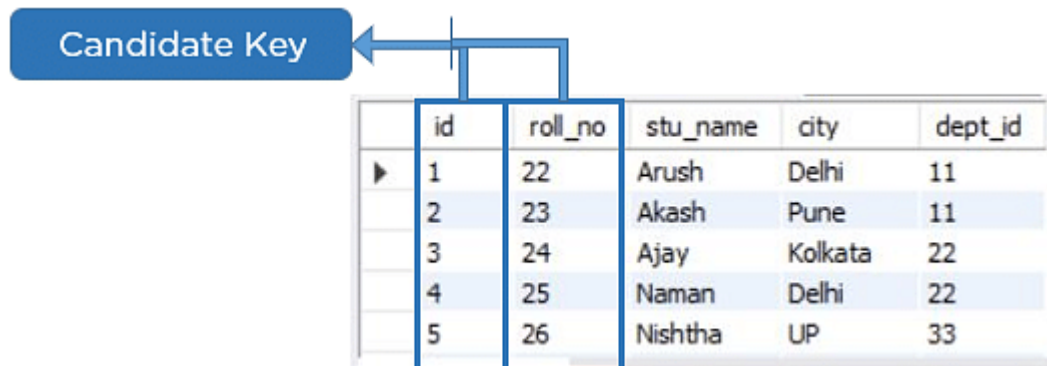 Candidate Key
id roll_no stu_name city dept_id
1 22 Arush Delhi 11
2 23 Akash Pune 11
3 24 Ajay Kolkata 22
4 25 Naman Delhi 22
5 26 Nishtha UP 33